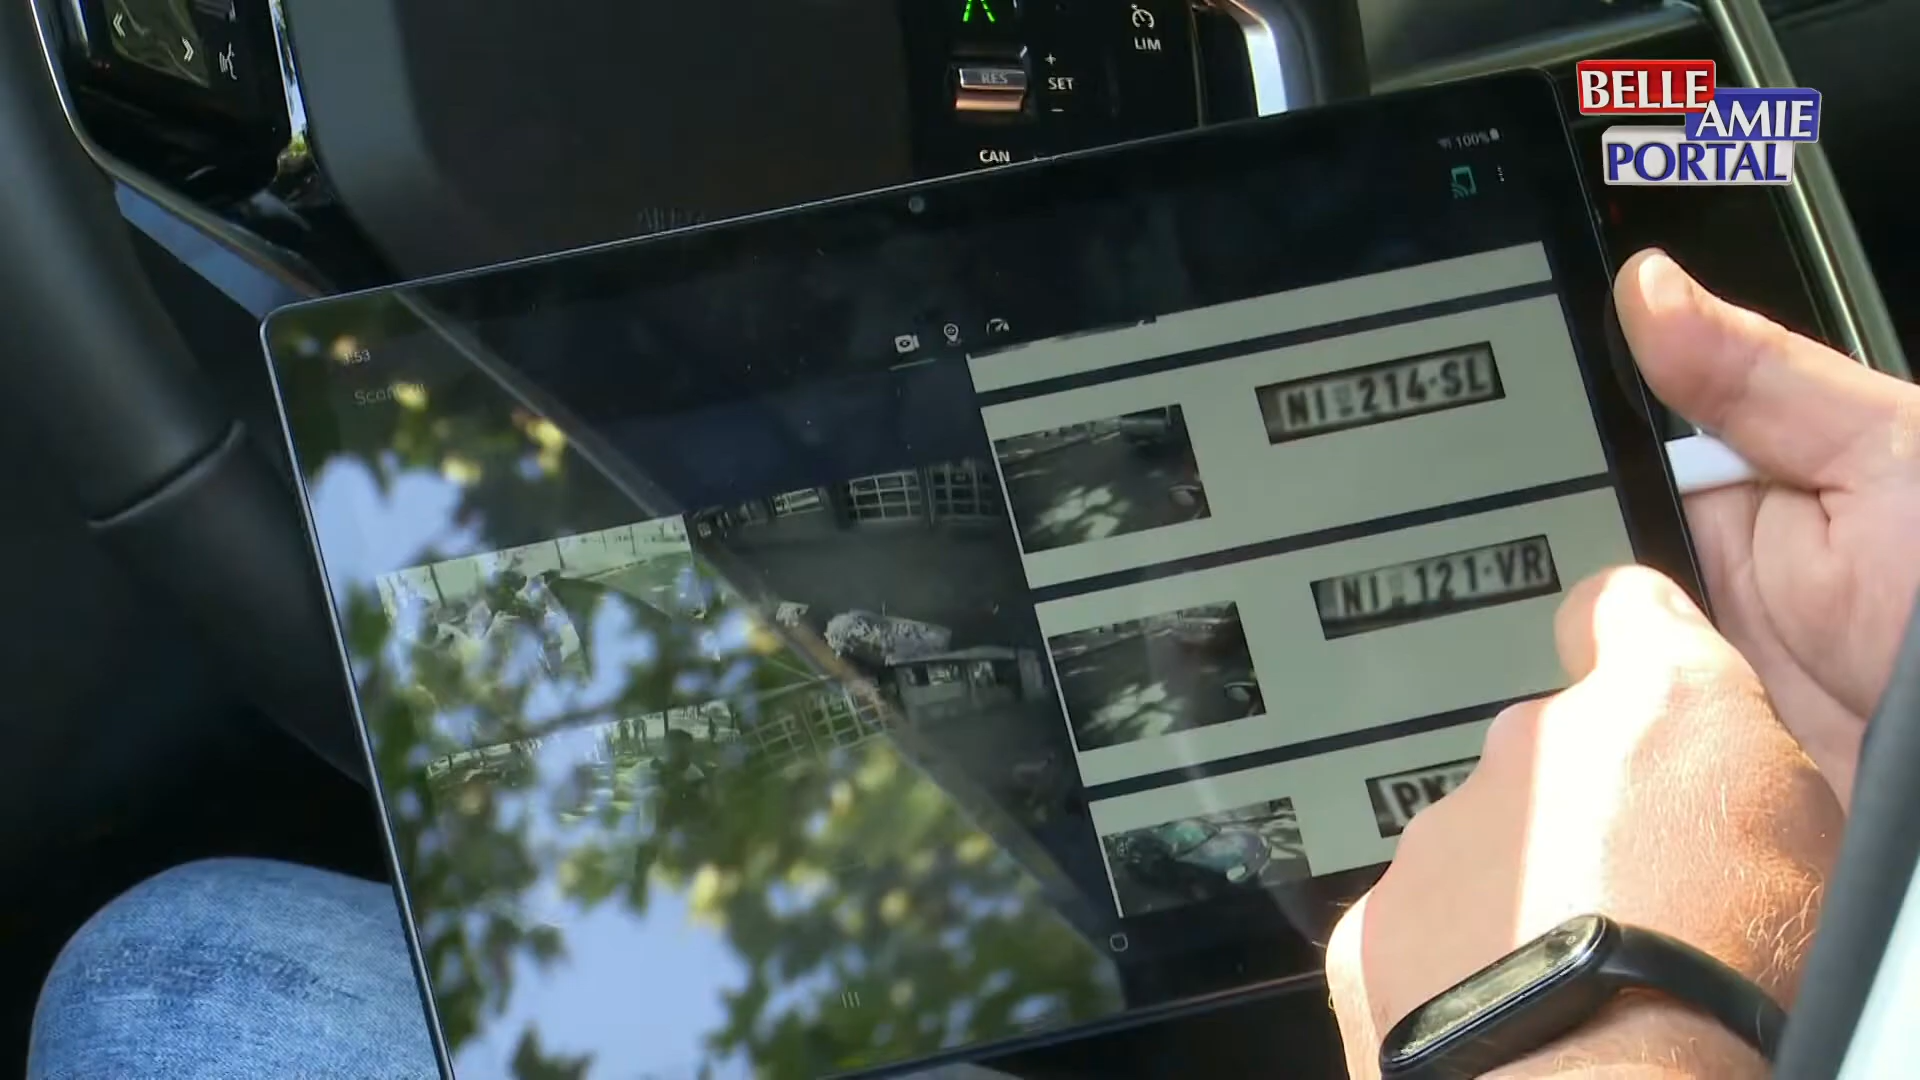 LIM
RES
+
SET
-
CAN
BELLE
AMIE
PORTAL
100%
NI 214-SL
NI 121-VR